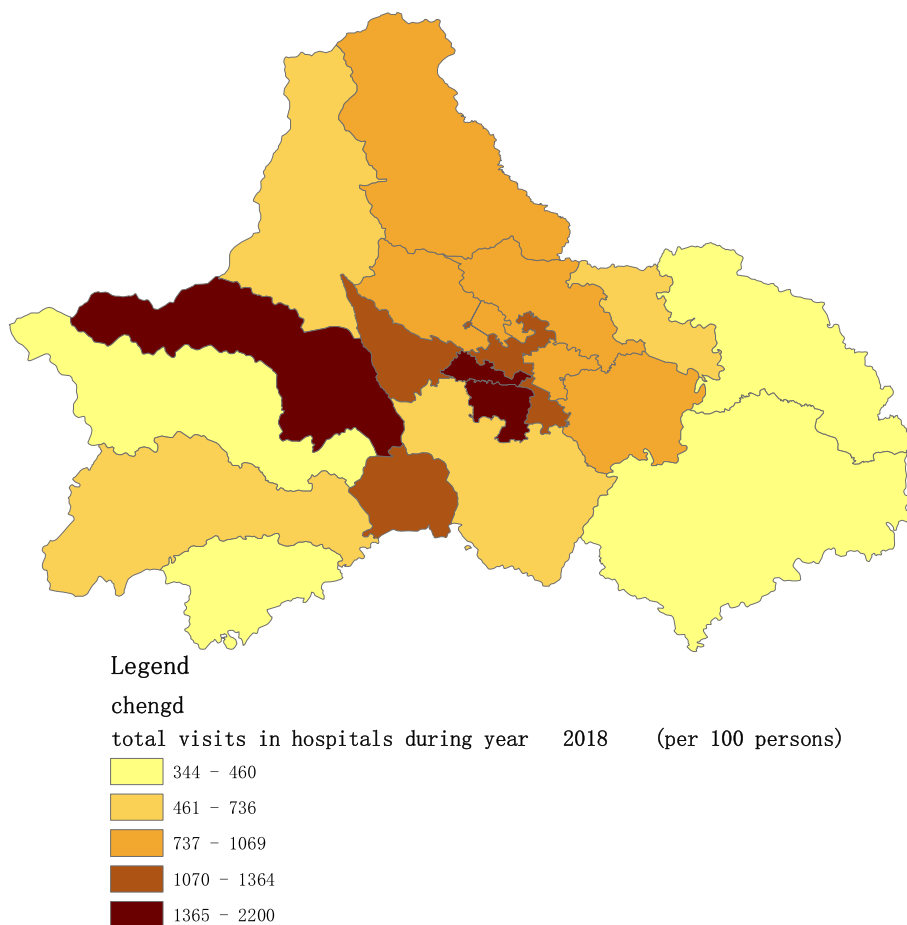 Legend
chengd
total visits in hospitals during year 2018 (per 100 persons)
344 - 460
461 - 736
737 - 1069
1070 - 1364
1365 - 2200